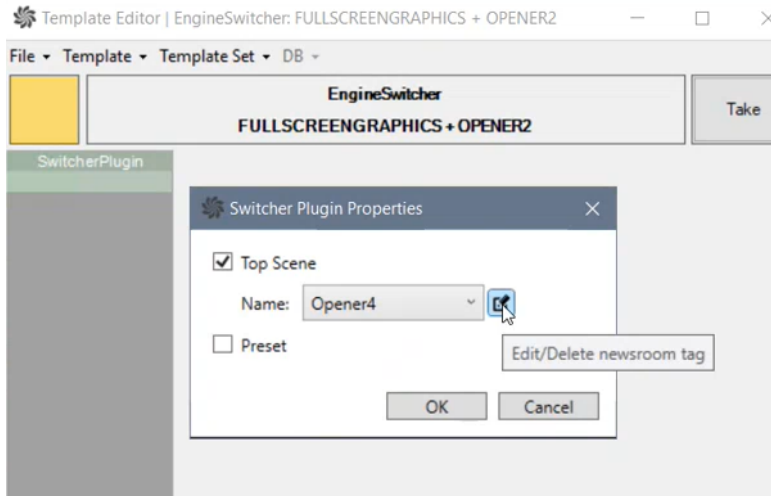 Template Editor | EngineSwitcher: FULLSCREENGRAPHICS + OPENER2
File Template Template Set DB
EngineSwitcher
FULLSCREENGRAPHICS + OPENER2
Take
SwitcherPlugin
Switcher Plugin Properties
Top Scene
Name: Opener4
Preset
Edit/Delete newsroom tag
OK Cancel